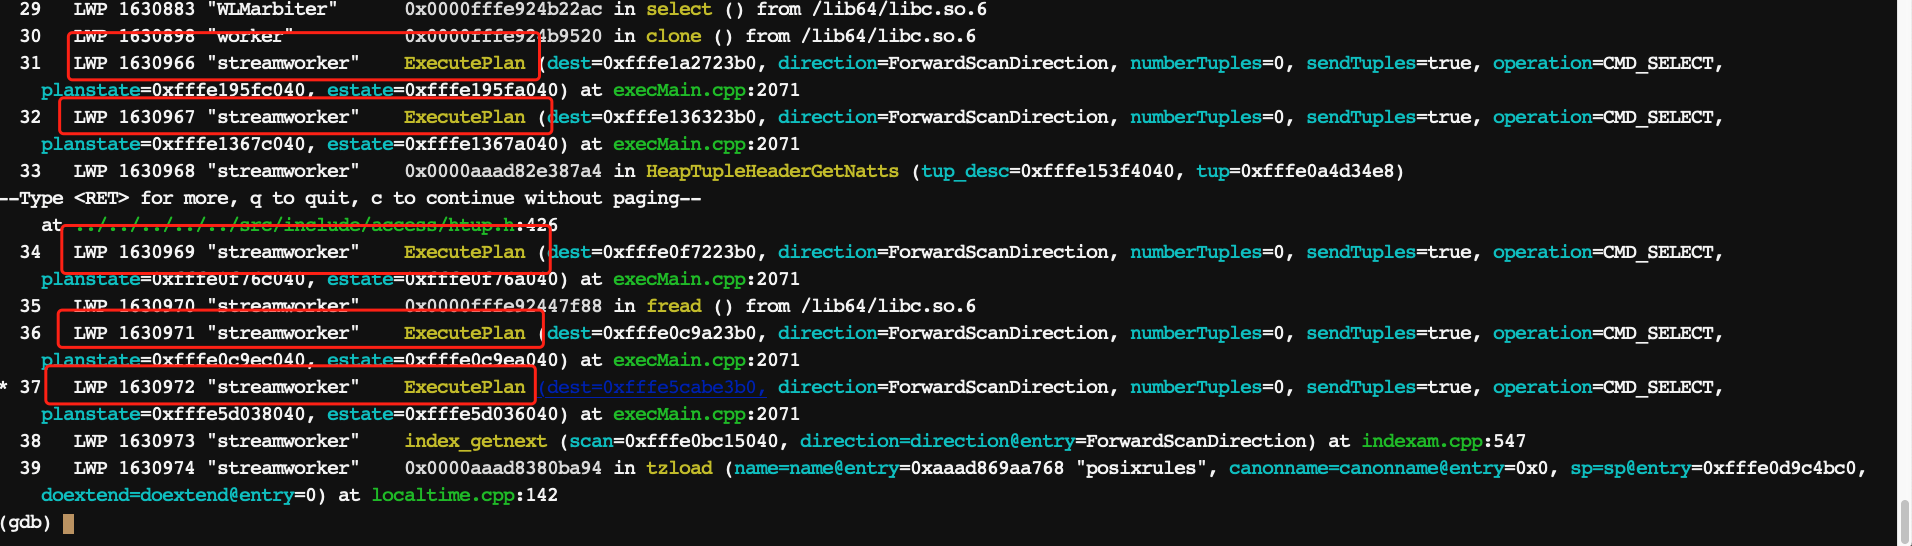 29 LWP 1630883 "WLMarbiter" 0x0000fffe924b22ac in select () from /lib64/libc.so.6
30 LWP 1630898 "worker" 0x0000fffe924b9520 in clone () from /lib64/libc.so.6
31 LWP 1630966 "streamworker" ExecutePlan (dest=0xfffe1a2723b0, direction=ForwardScanDirection, numberTuples=0, sendTuples=true, operation=CMD_SELECT,
planstate=0xfffe195fc040, estate=0xfffe195fa040) at execMain.cpp:2071
32 LWP 1630967 "streamworker" ExecutePlan (dest=0xfffe136323b0, direction=ForwardScanDirection, numberTuples=0, sendTuples=true, operation=CMD_SELECT,
planstate=0xfffe1367c040, estate=0xfffe1367a040) at execMain.cpp:2071
33 LWP 1630968 "streamworker" 0x0000aaad82e387a4 in HeapTupleHeaderGetNatts (tup_desc=0xfffe153f4040, tup=0xfffe0a4d34e8)
--Type <RET> for more, q to quit, c to continue without paging--
at ../../../../../src/include/access/htup.h:426
34 LWP 1630969 "streamworker" ExecutePlan (dest=0xfffe0f7223b0, direction=ForwardScanDirection, numberTuples=0, sendTuples=true, operation=CMD_SELECT,
planstate=0xfffe0f76c040, estate=0xfffe0f76a040) at execMain.cpp:2071
35 LWP 1630970 "streamworker" 0x0000fffe92447f88 in fread () from /lib64/libc.so.6
36 LWP 1630971 "streamworker" ExecutePlan (dest=0xfffe0c9a23b0, direction=ForwardScanDirection, numberTuples=0, sendTuples=true, operation=CMD_SELECT,
planstate=0xfffe0c9ec040, estate=0xfffe0c9ea040) at execMain.cpp:2071
* 37 LWP 1630972 "streamworker" ExecutePlan (dest=0xfffe5cabe3b0, direction=ForwardScanDirection, numberTuples=0, sendTuples=true, operation=CMD_SELECT,
planstate=0xfffe5d038040, estate=0xfffe5d036040) at execMain.cpp:2071
38 LWP 1630973 "streamworker" index_getnext (scan=0xfffe0bc15040, direction=direction@entry=ForwardScanDirection) at indexam.cpp:547
39 LWP 1630974 "streamworker" 0x0000aaad8380ba94 in tzload (name=name@entry=0xaaad869aa768 "posixrules", canonname=canonname@entry=0x0, sp=sp@entry=0xfffe0d9c4bc0,
doextend=doextend@entry=0) at localtime.cpp:142
(gdb)